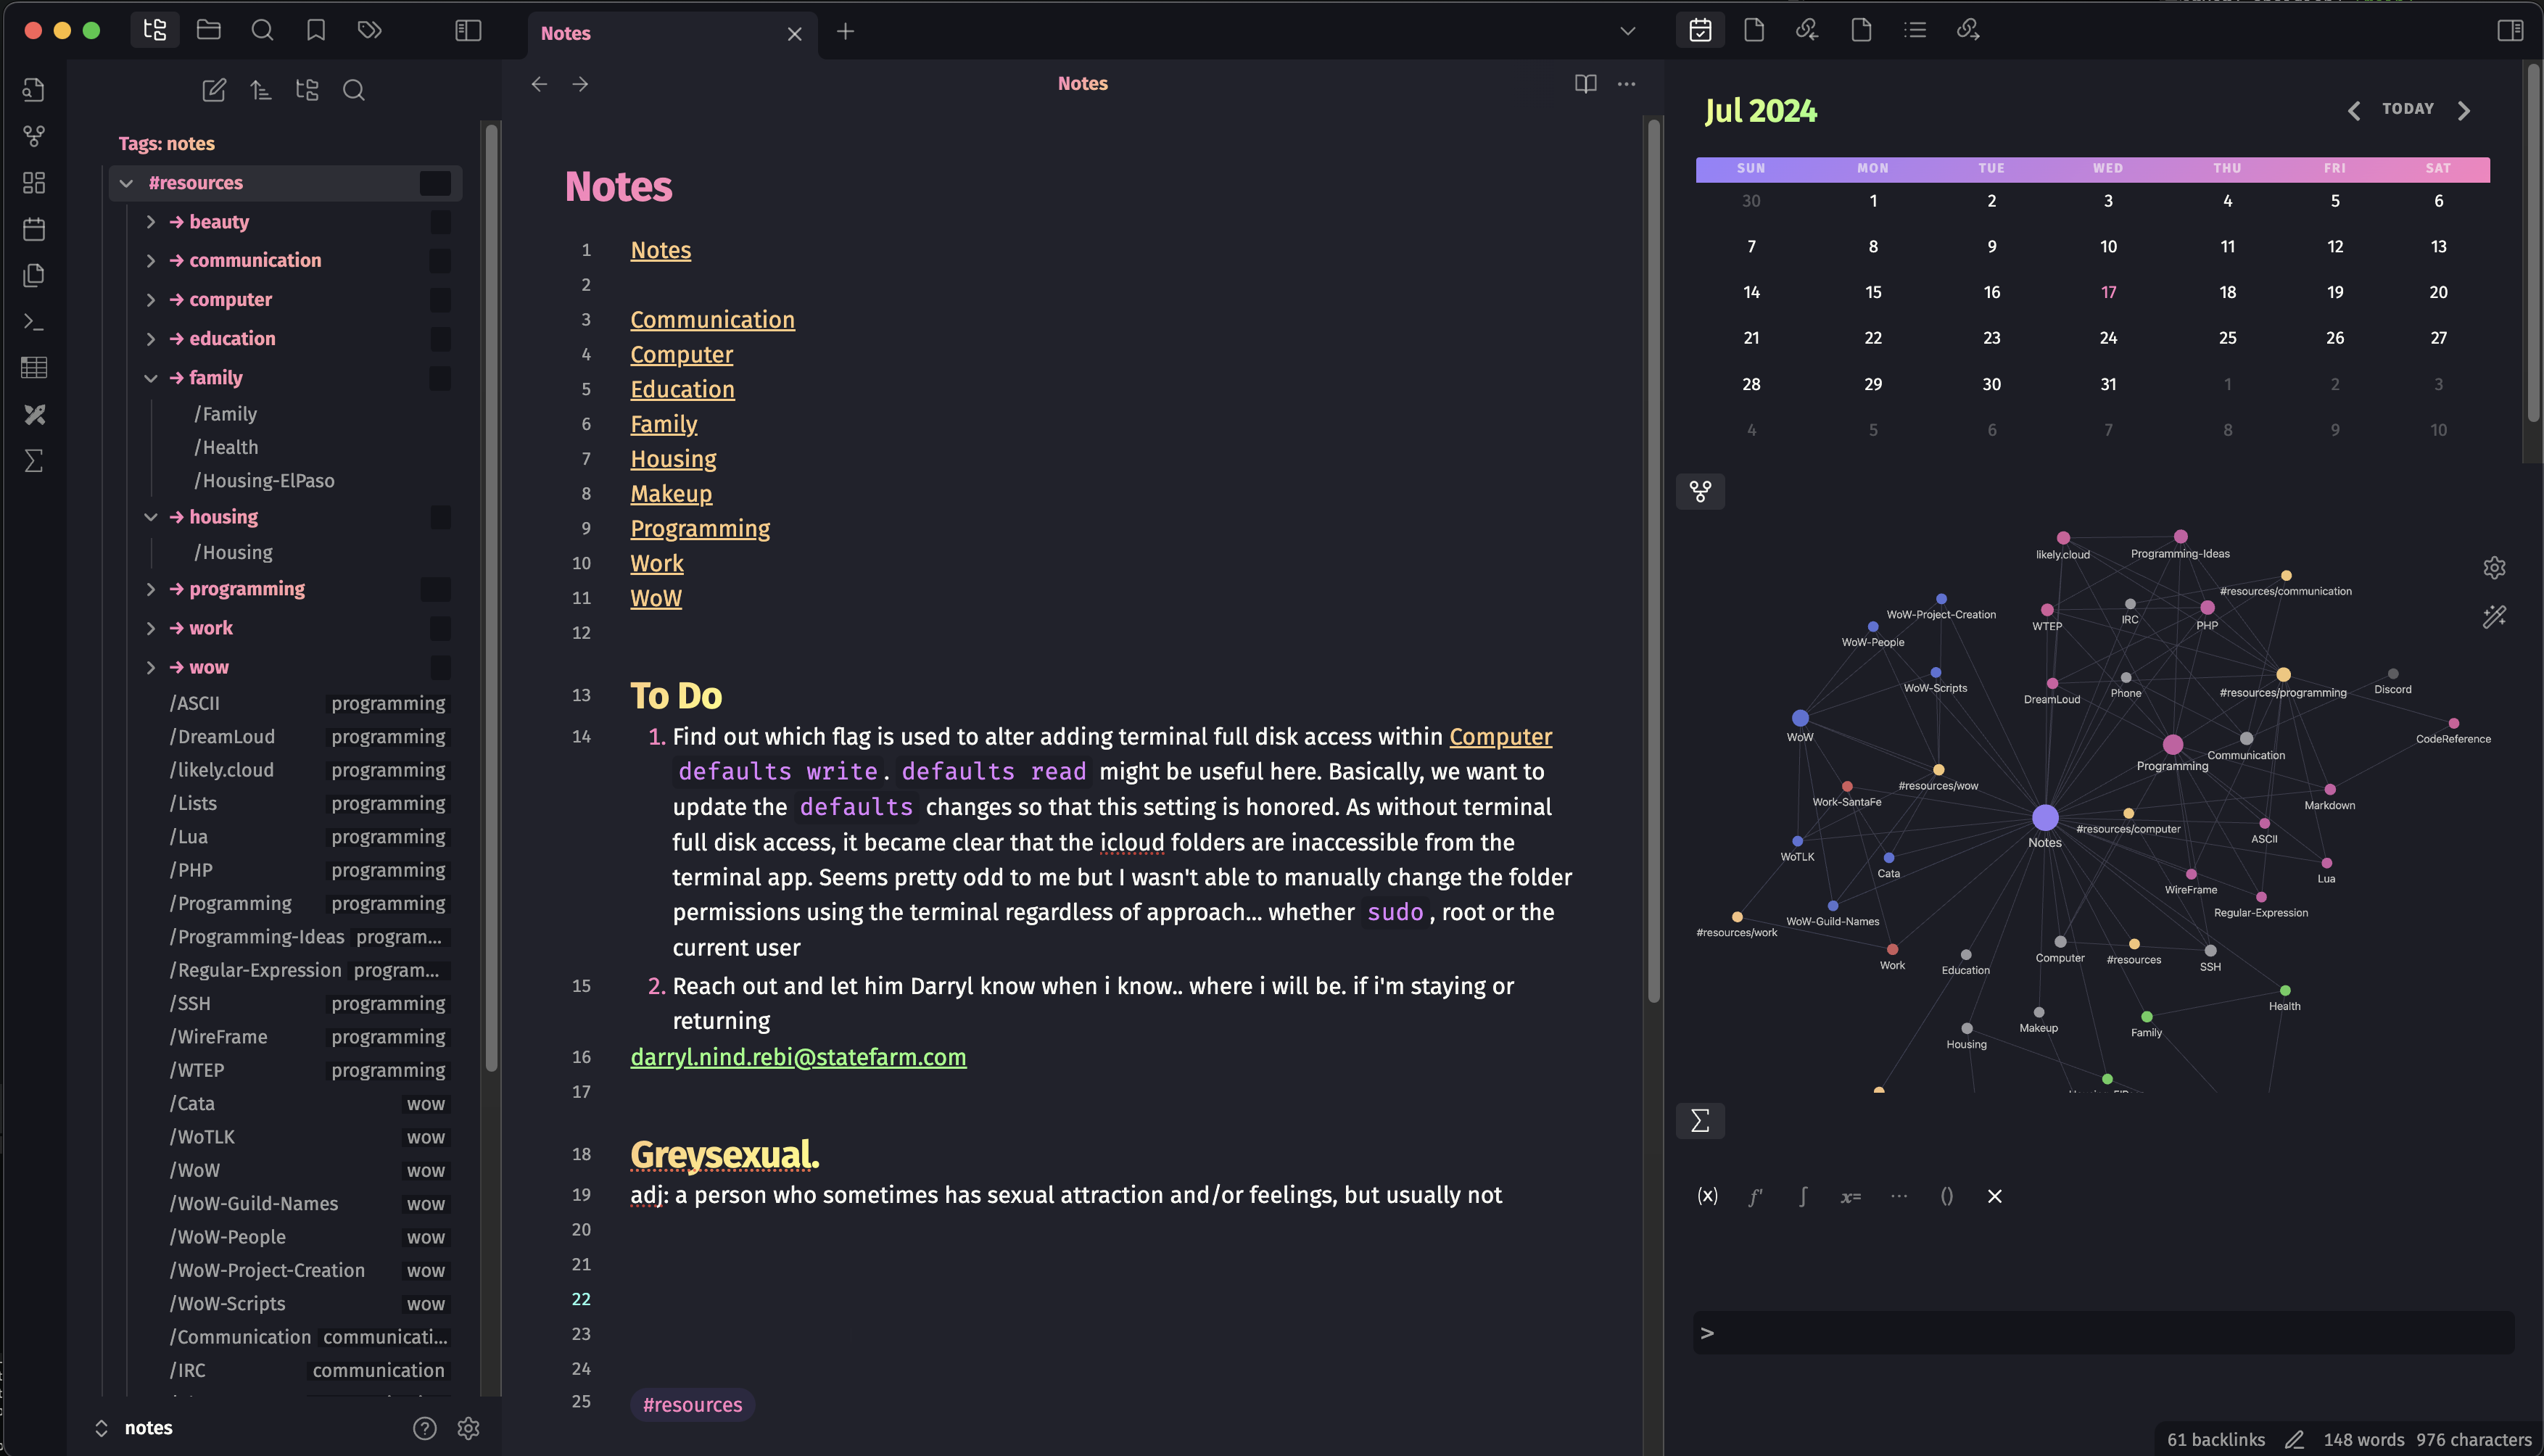 Notes
Notes
Tags: notes
#resources
→ beauty
→ communication
→ computer
→ education
→ family
/Family
/Health
/Housing-ElPaso
→ housing
/Housing
→ programming
→ work
→ wow
/ASCII programming
/DreamLoud programming
/likely.cloud programming
/Lists programming
/Lua programming
/PHP programming
/Programming programming
/Programming-Ideas program...
/Regular-Expression program...
/SSH programming
/WireFrame programming
/WTEP programming
/Cata wow
/WoTLK wow
/WoW wow
/WoW-Guild-Names wow
/WoW-People wow
/WoW-Project-Creation wow
/WoW-Scripts wow
/Communication communicati...
/IRC communication
notes
Notes
1 Notes
2
3 Communication
4 Computer
5 Education
6 Family
7 Housing
8 Makeup
9 Programming
10 Work
11 WoW
12
13 To Do
14 1. Find out which flag is used to alter adding terminal full disk access within Computer
defaults write. defaults read might be useful here. Basically, we want to
update the defaults changes so that this setting is honored. As without terminal
full disk access, it became clear that the icloud folders are inaccessible from the
terminal app. Seems pretty odd to me but I wasn't able to manually change the folder
permissions using the terminal regardless of approach... whether sudo, root or the
current user
15 2. Reach out and let him Darryl know when i know.. where i will be. if i'm staying or
returning
16 darryl.nind.rebi@statefarm.com
17
18 Greysexual.
19 adj: a person who sometimes has sexual attraction and/or feelings, but usually not
20
21
22
23
24
25 #resources
Jul 2024
TODAY
SUN MON TUE WED THU FRI SAT
30 1 2 3 4 5 6
7 8 9 10 11 12 13
14 15 16 17 18 19 20
21 22 23 24 25 26 27
28 29 30 31 1 2 3
4 5 6 7 8 9 10
likely.cloud
Programming-Ideas
#resources/communication
WoW-Project-Creation
WTEP
IRC
PHP
WoW-People
WoW-Scripts
DreamLoud
Phone
#resources/programming
Discord
WoW
CodeReference
Programming
Communication
#resources/wow
Work-SantaFe
Markdown
#resources/computer
Notes
ASCII
WoTLK
Cata
Lua
WireFrame
Regular-Expression
WoW-Guild-Names
#resources/work
Work
Education
Computer
#resources
SSH
Health
Makeup
Family
Housing
(x) f' ∫ x= ... () ×
>
61 backlinks 148 words 976 characters